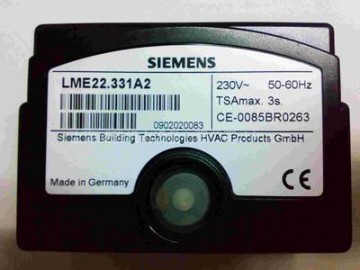 SIEMENS
LME22.331A2
230V~ 50-60Hz
TSAmax. 3s.
CE-0085BR0263
0902020083
Siemens Building Technologies HVAC Products GmbH
Made in Germany
CE